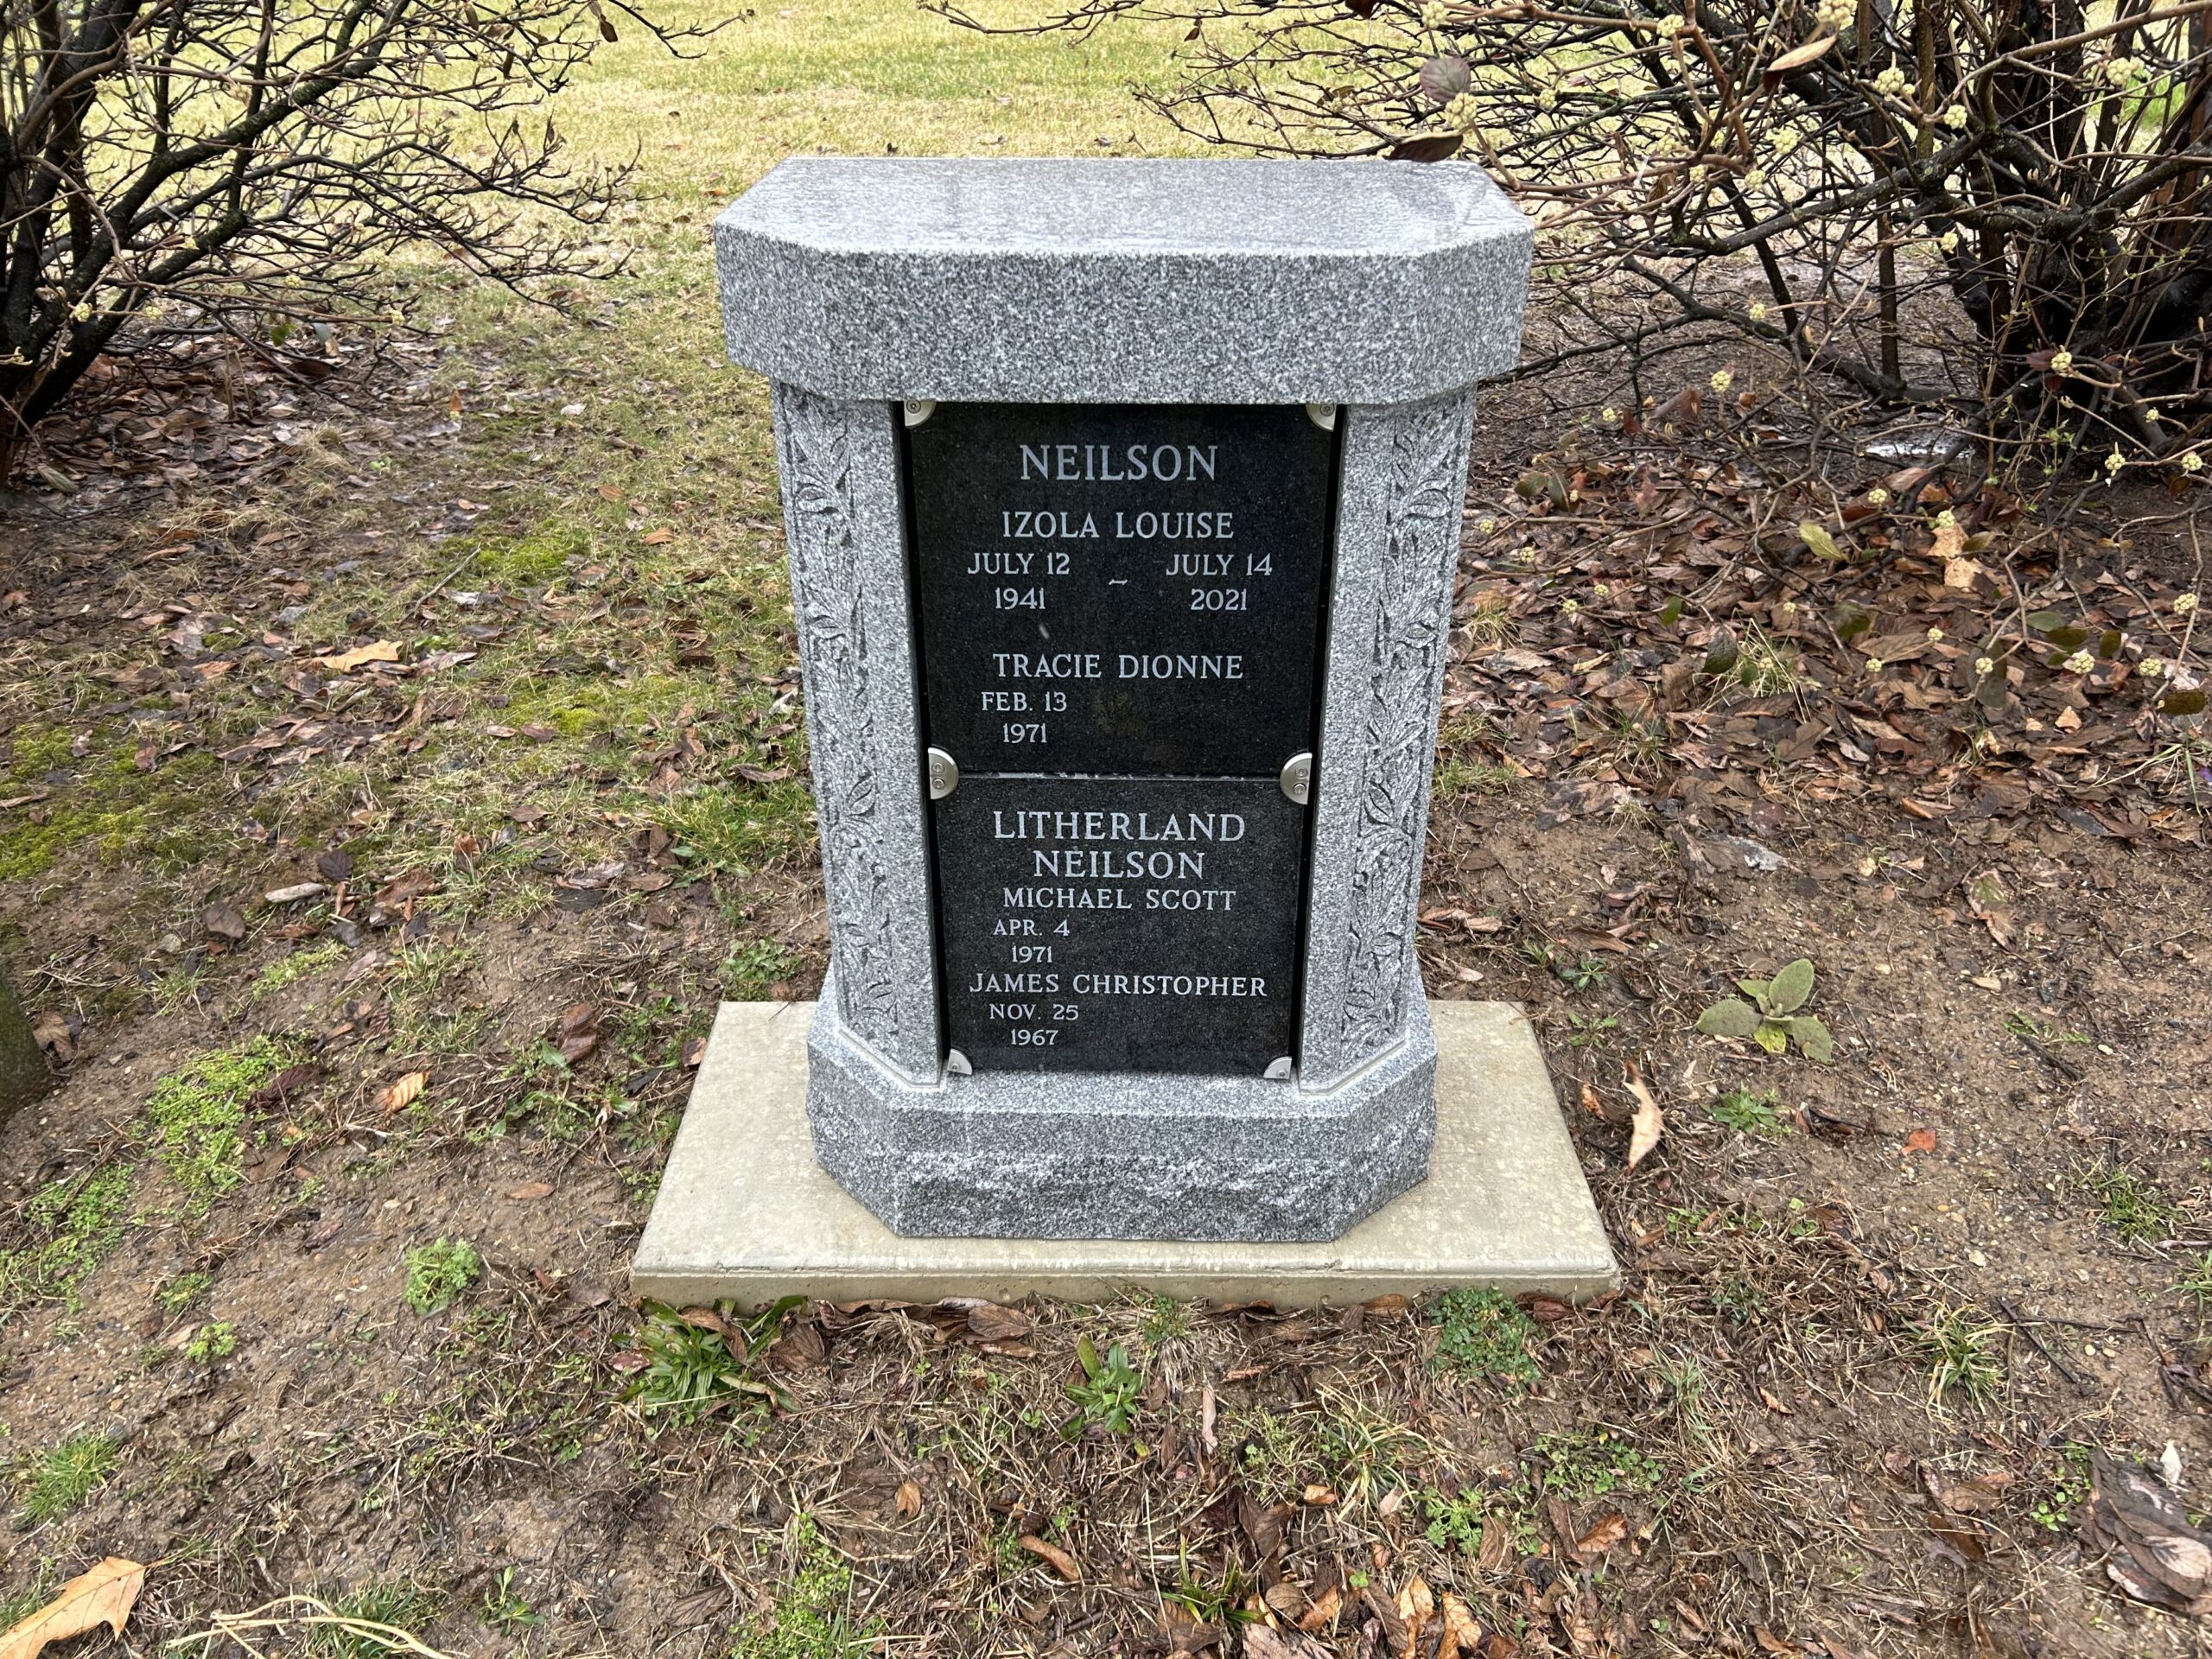 NEILSON
IZOLA LOUISE
JULY 12 – JULY 14
1941 2021
TRACIE DIONNE
FEB. 13
1971
LITHERLAND
NEILSON
MICHAEL SCOTT
APR. 4
1971
JAMES CHRISTOPHER
NOV. 25
1967